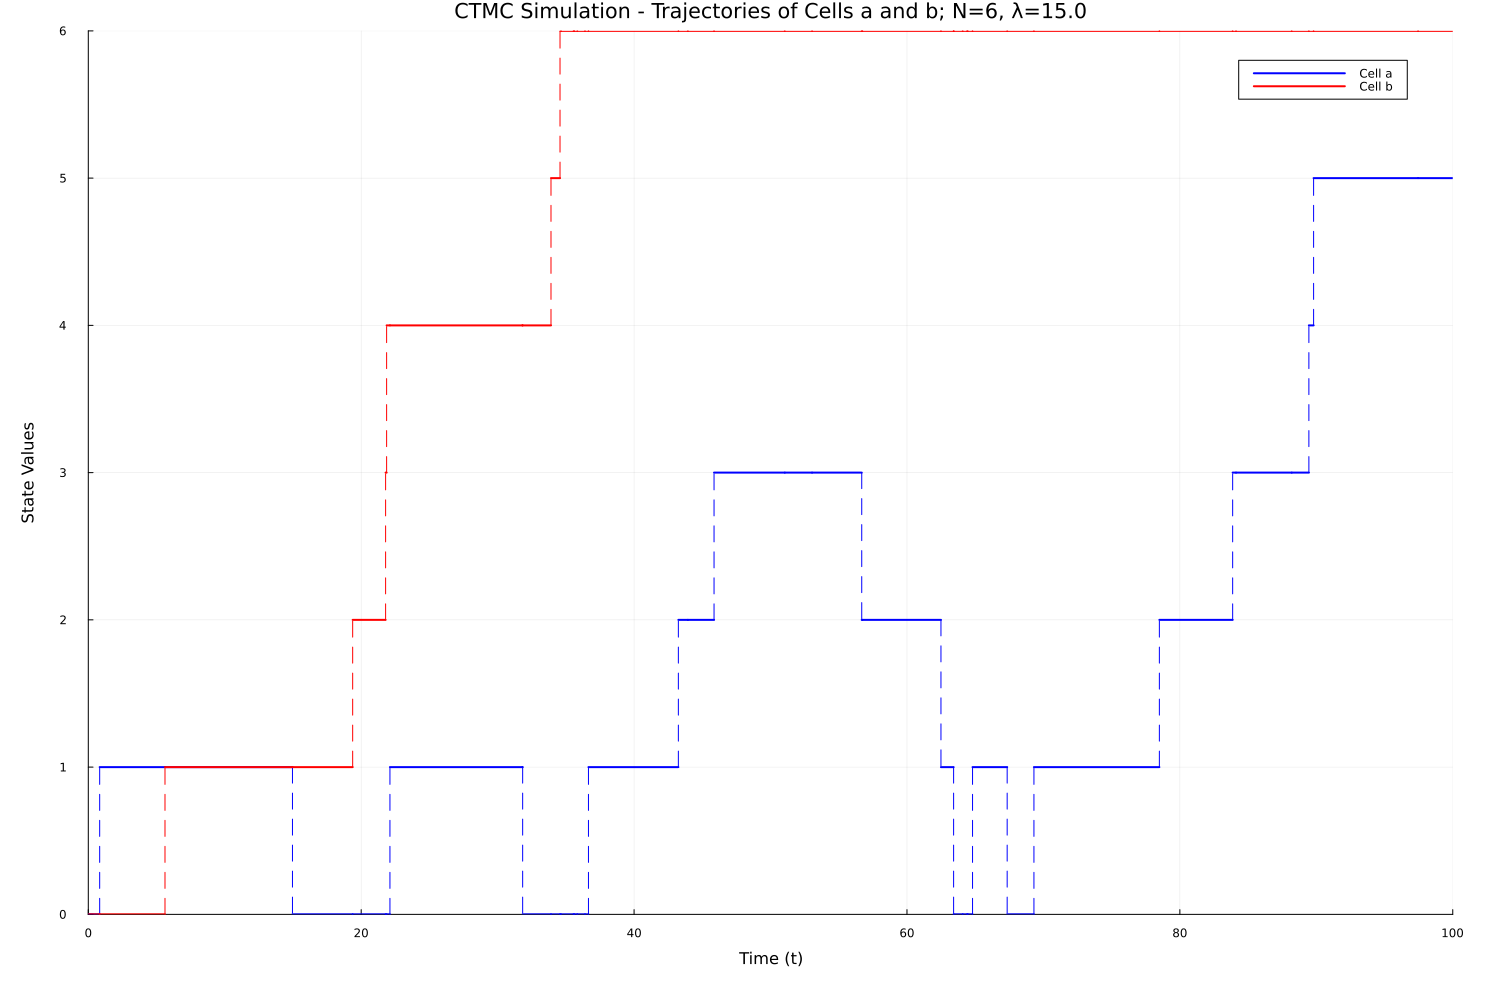 CTMC Simulation - Trajectories of Cells a and b; N=6, λ=15.0
6
Cell a
Cell b
5
4
3
State Values
2
1
0
0 20 40 60 80 100
Time (t)